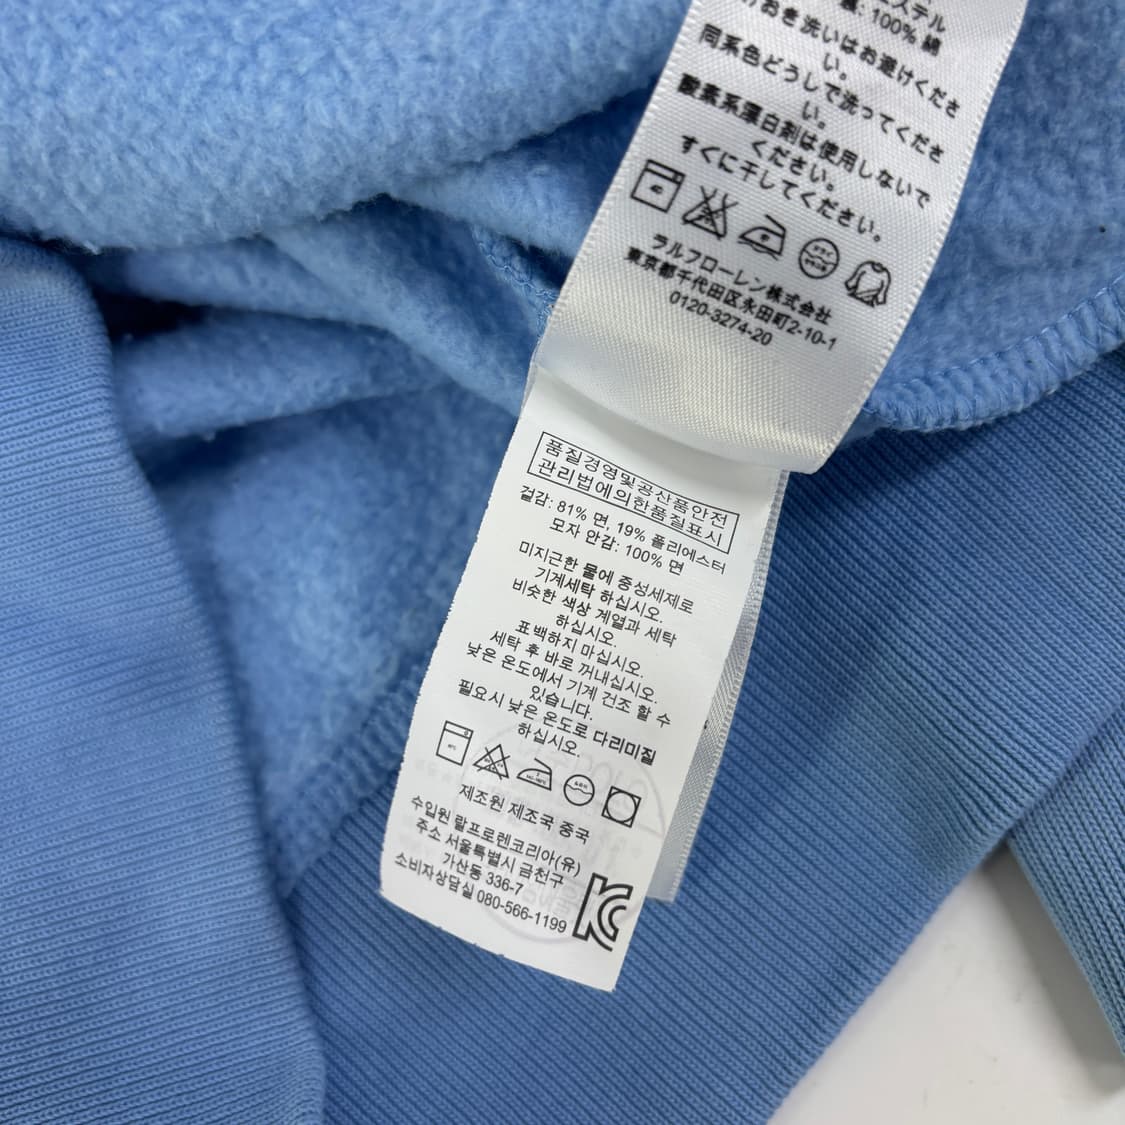 エステル
100% 綿
おき洗いはお避けくださ
い。
同系色どうしで洗ってくださ
い。
酸素系漂白剤は使用しないで
ください。
すぐに干してください。
ラルフローレン株式会社
東京都千代田区永田町2-10-1
0120-3274-20
품질경영및공산품안전
관리법에의한품질표시
겉감: 81% 면, 19% 폴리에스터
모자 안감: 100% 면
미지근한 물에 중성세제로
기계세탁 하십시오.
비슷한 색상 계열과 세탁
하십시오.
표백하지 마십시오.
세탁 후 바로 꺼내십시오.
낮은 온도에서 기계 건조 할 수
있습니다.
필요시 낮은 온도로 다리미질
하십시오.
제조원 제조국 중국
수입원 랄프로렌코리아(유)
주소 서울특별시 금천구
가산동 336-7
소비자상담실 080-566-1199